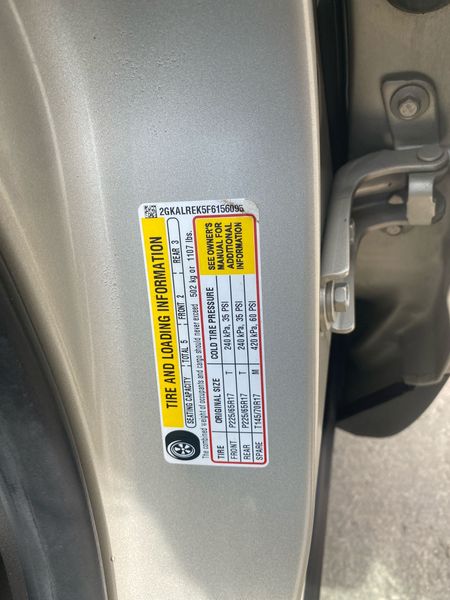 2GKALREK5F6156096
TIRE AND LOADING INFORMATION
SEATING CAPACITY TOTAL 5 FRONT 2 REAR 3
The combined weight of occupants and cargo should never exceed 502 kg or 1107 lbs.
TIRE ORIGINAL SIZE COLD TIRE PRESSURE
FRONT P225/65R17 T 240 kPa, 35 PSI
REAR P225/65R17 T 240 kPa, 35 PSI
SPARE T145/70R17 M 420 kPa, 60 PSI
SEE OWNER'S
MANUAL FOR
ADDITIONAL
INFORMATION